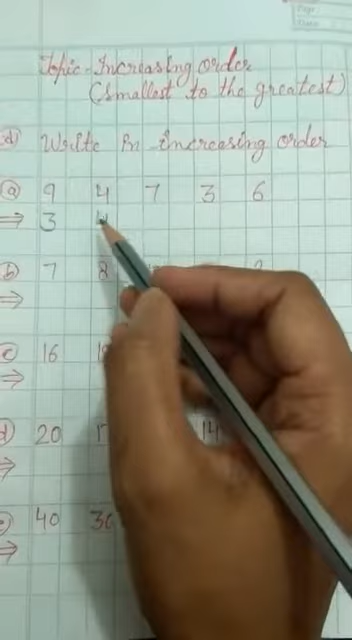 Topic - Increasing order
(Smallest to the greatest)
d) Write in increasing order
a) 9 4 7 3 6
⇒ 3 4
b) 7 8
⇒
c) 16
⇒
d) 20 14
⇒
40 30
⇒